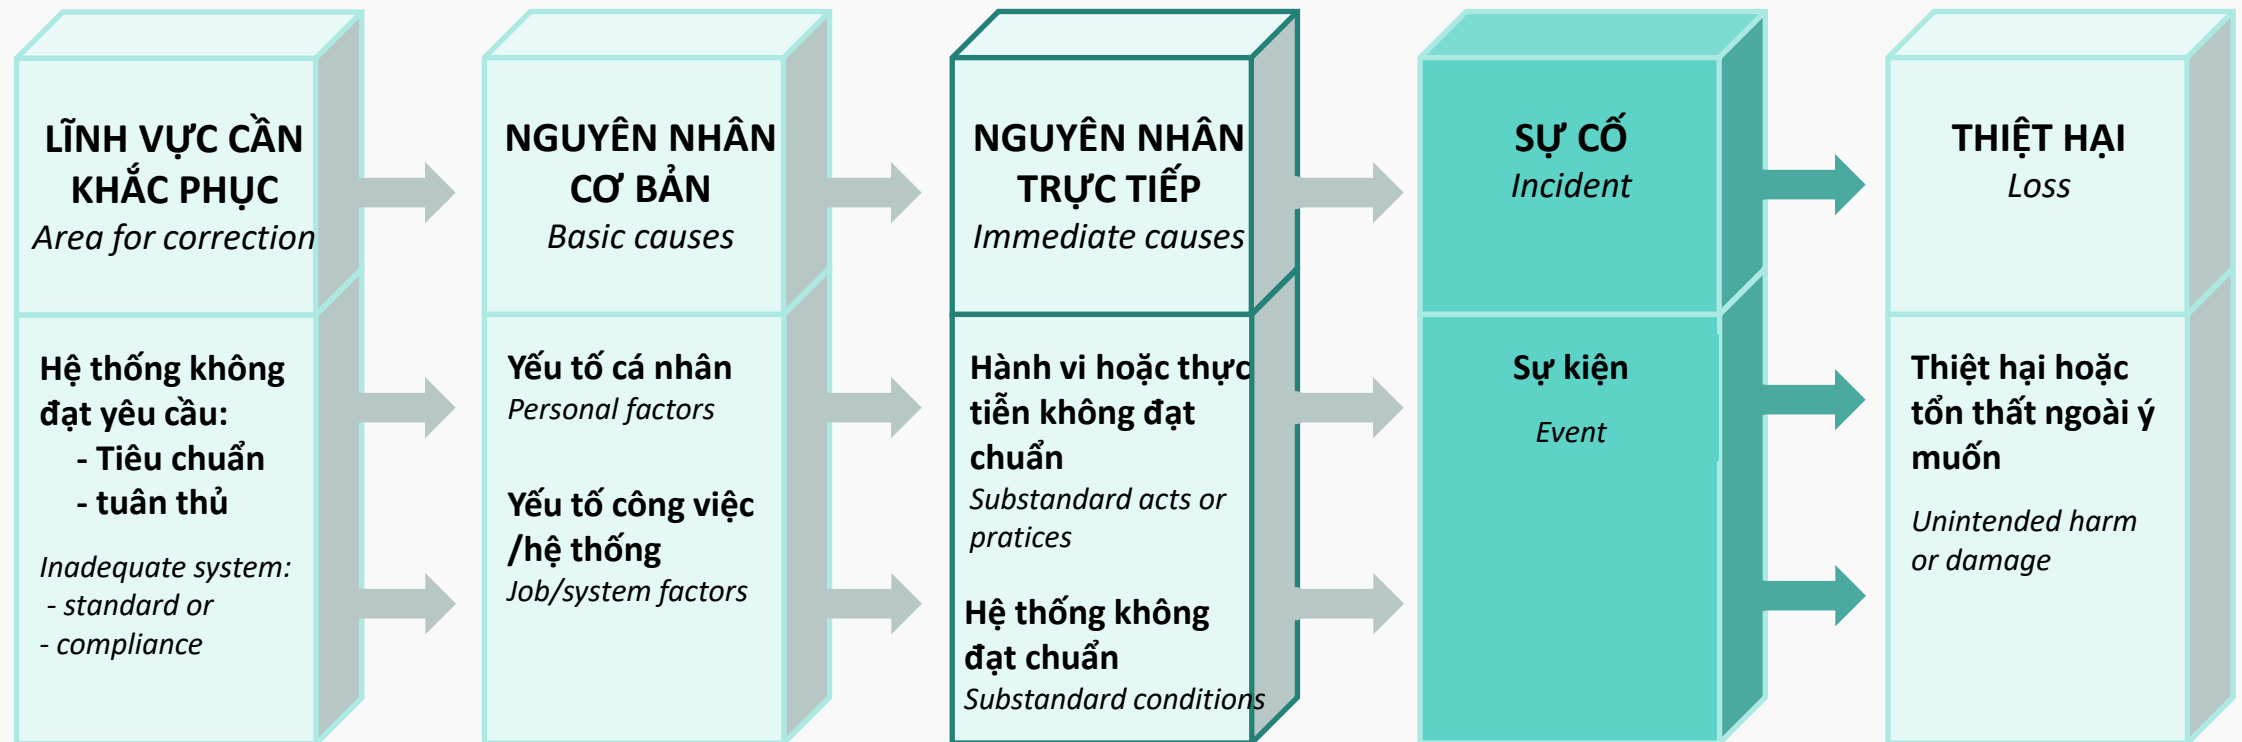 LĨNH VỰC CẦN
KHẮC PHỤC
Area for correction
Hệ thống không
đạt yêu cầu:
- Tiêu chuẩn
- tuân thủ
Inadequate system:
- standard or
- compliance
NGUYÊN NHÂN
CƠ BẢN
Basic causes
Yếu tố cá nhân
Personal factors
Yếu tố công việc
/hệ thống
Job/system factors
NGUYÊN NHÂN
TRỰC TIẾP
Immediate causes
Hành vi hoặc thực
tiễn không đạt
chuẩn
Substandard acts or
pratices
Hệ thống không
đạt chuẩn
Substandard conditions
SỰ CỐ
Incident
Sự kiện
Event
THIỆT HẠI
Loss
Thiệt hại hoặc
tổn thất ngoài ý
muốn
Unintended harm
or damage